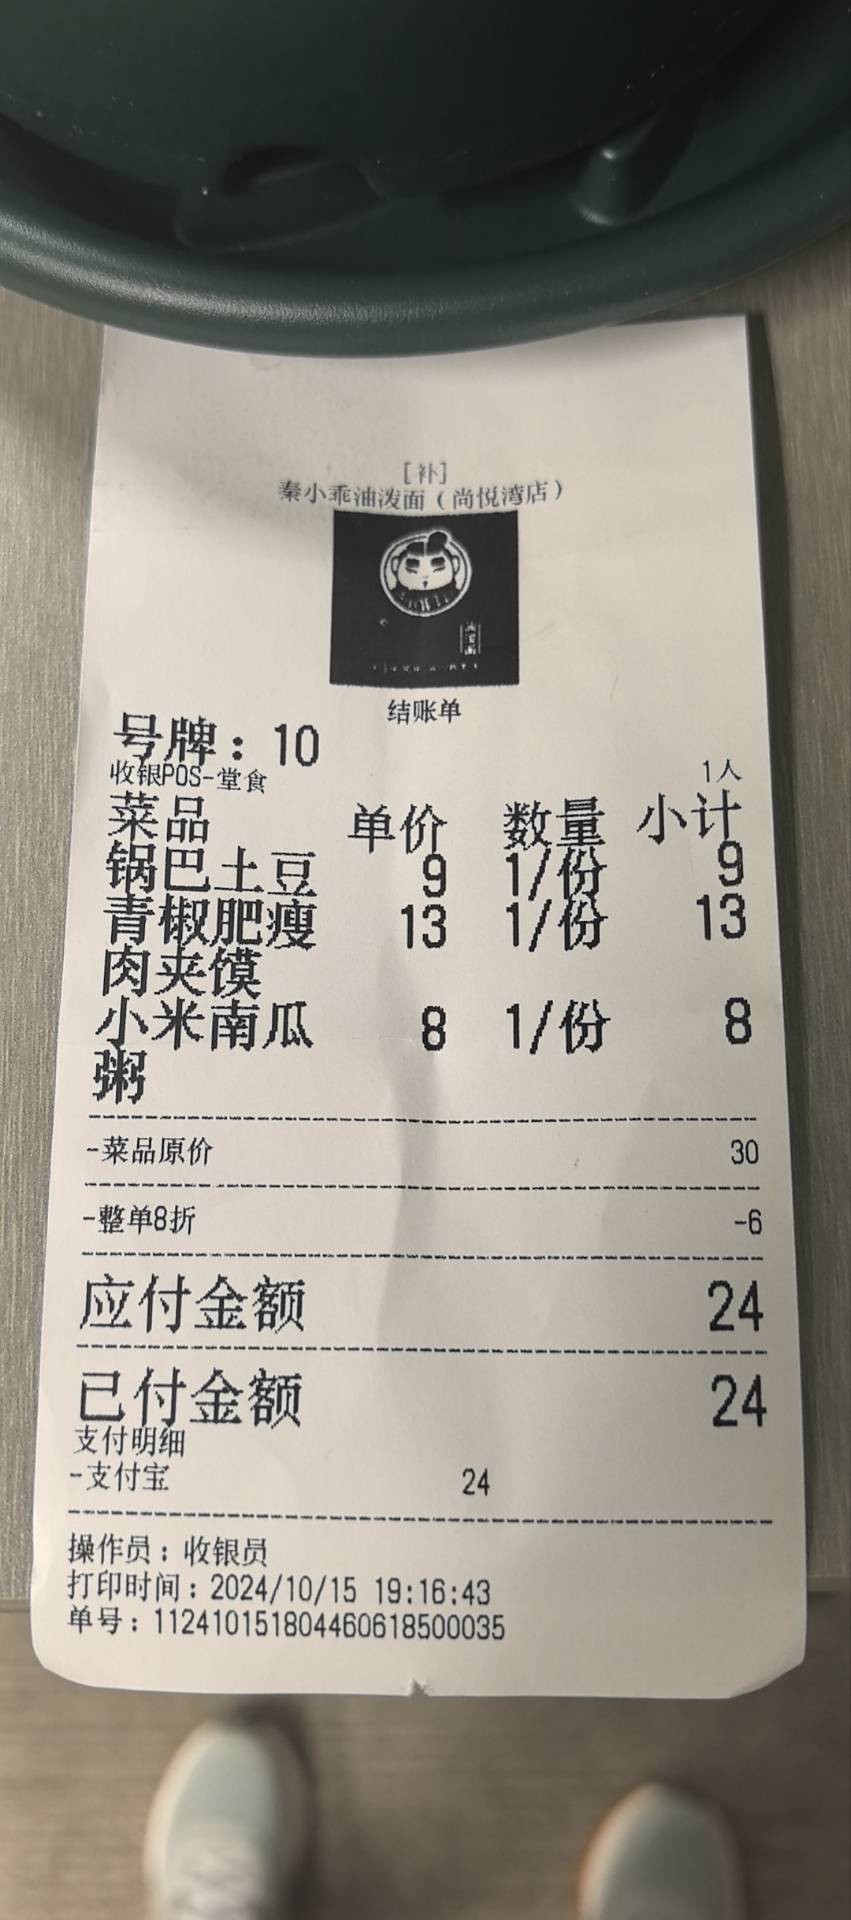 [补]
秦小乖油泼面（尚悦湾店）
油泼面
结账单
号牌：10
收银POS-堂食 1人
菜品 单价 数量 小计
锅巴土豆 9 1/份 9
青椒肥瘦 13 1/份 13
肉夹馍
小米南瓜 8 1/份 8
粥
-菜品原价 30
-整单8折 -6
应付金额 24
已付金额 24
支付明细
-支付宝 24
操作员：收银员
打印时间：2024/10/15 19:16:43
单号：1124101518044606185​00035